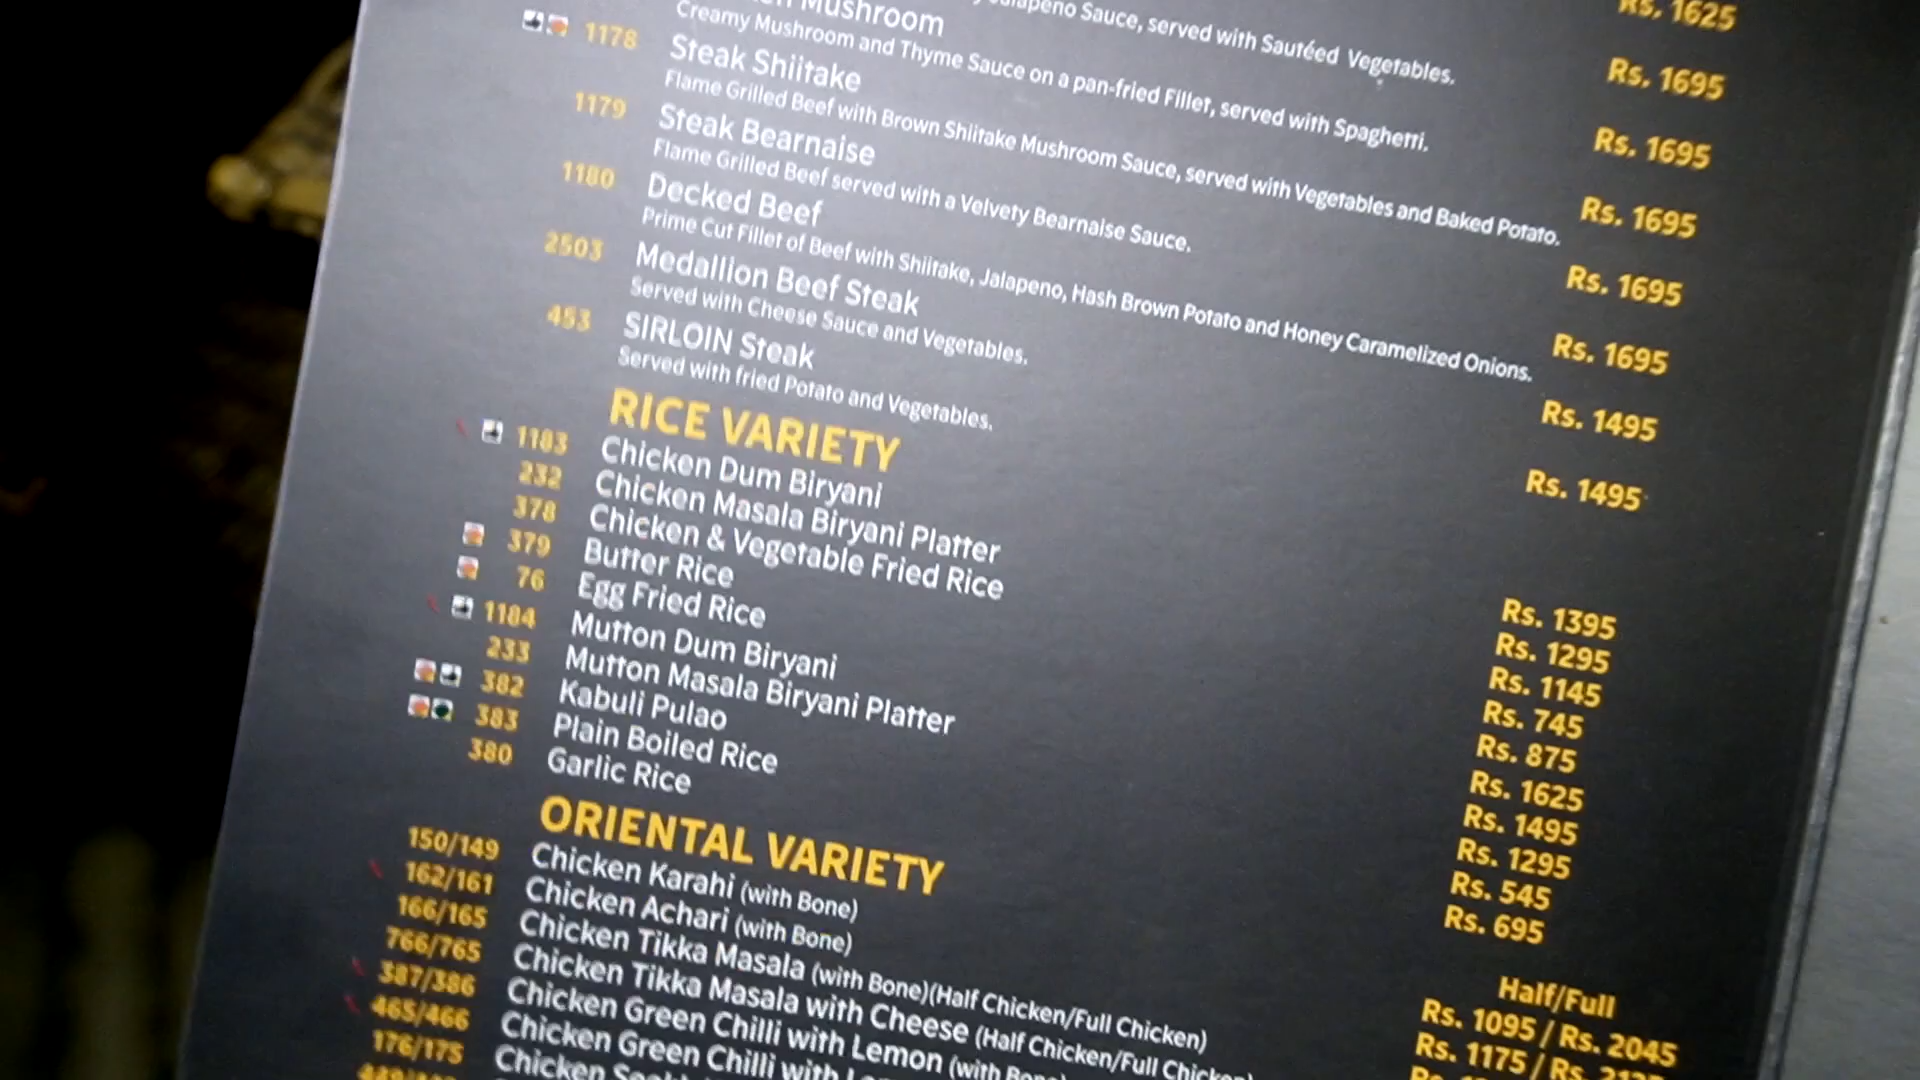 Jalapeno Sauce, served with Sautéed Vegetables. Rs. 1625
Mushroom Rs. 1695
Creamy Mushroom and Thyme Sauce on a pan-fried Fillet, served with Spaghetti.
1178 Steak Shiitake Rs. 1695
Flame Grilled Beef with Brown Shiitake Mushroom Sauce, served with Vegetables and Baked Potato.
1179 Steak Bearnaise Rs. 1695
Flame Grilled Beef served with a Velvety Bearnaise Sauce.
1180 Decked Beef Rs. 1695
Prime Cut Fillet of Beef with Shiitake, Jalapeno, Hash Brown Potato and Honey Caramelized Onions.
2503 Medallion Beef Steak Rs. 1695
Served with Cheese Sauce and Vegetables.
453 SIRLOIN Steak Rs. 1495
Served with fried Potato and Vegetables.
Rs. 1495
RICE VARIETY
1183 Chicken Dum Biryani Rs. 1395
232 Chicken Masala Biryani Platter Rs. 1295
378 Chicken & Vegetable Fried Rice Rs. 1145
379 Butter Rice Rs. 745
76 Egg Fried Rice Rs. 875
1184 Mutton Dum Biryani Rs. 1625
233 Mutton Masala Biryani Platter Rs. 1495
382 Kabuli Pulao Rs. 1295
383 Plain Boiled Rice Rs. 545
380 Garlic Rice Rs. 695
ORIENTAL VARIETY Half/Full
150/149 Chicken Karahi (with Bone) Rs. 1095 / Rs. 2045
162/161 Chicken Achari (with Bone) Rs. 1175 / Rs.
166/165 Chicken Tikka Masala (with Bone)(Half Chicken/Full Chicken)
766/765 Chicken Tikka Masala with Cheese (Half Chicken/Full Chicken)
387/386 Chicken Green Chilli with Lemon (with Bone)
465/466 Chicken Green Chilli with
176/175 Chicken